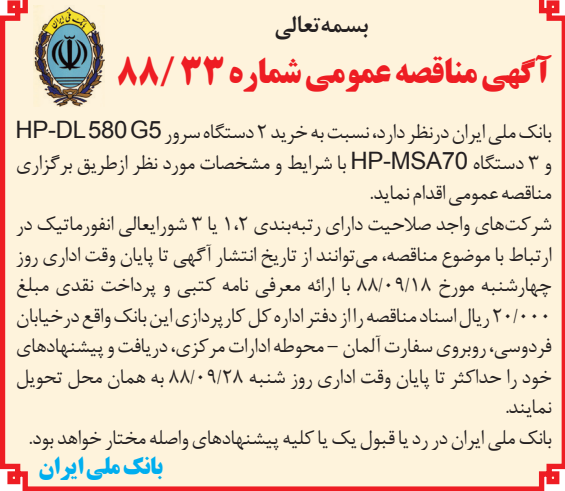 بسمه‌تعالی
آگهی مناقصه عمومی شماره ۳۳ /۸۸
بانک ملی ایران درنظر دارد، نسبت به خرید ۲ دستگاه سرور HP-DL 580 G5
و ۳ دستگاه HP-MSA70 با شرایط و مشخصات مورد نظر ازطریق برگزاری
مناقصه عمومی اقدام نماید.
شرکت‌های واجد صلاحیت دارای رتبه‌بندی ۱،۲ یا ۳ شورایعالی انفورماتیک در
ارتباط با موضوع مناقصه، می‌توانند از تاریخ انتشار آگهی تا پایان وقت اداری روز
چهارشنبه مورخ ۸۸/۰۹/۱۸ با ارائه معرفی نامه کتبی و پرداخت نقدی مبلغ
۲۰/۰۰۰ ریال اسناد مناقصه را از دفتر اداره کل کارپردازی این بانک واقع درخیابان
فردوسی، روبروی سفارت آلمان – محوطه ادارات مرکزی، دریافت و پیشنهادهای
خود را حداکثر تا پایان وقت اداری روز شنبه ۸۸/۰۹/۲۸ به همان محل تحویل
نمایند.
بانک ملی ایران در رد یا قبول یک یا کلیه پیشنهادهای واصله مختار خواهد بود.
بانک ملی ایران